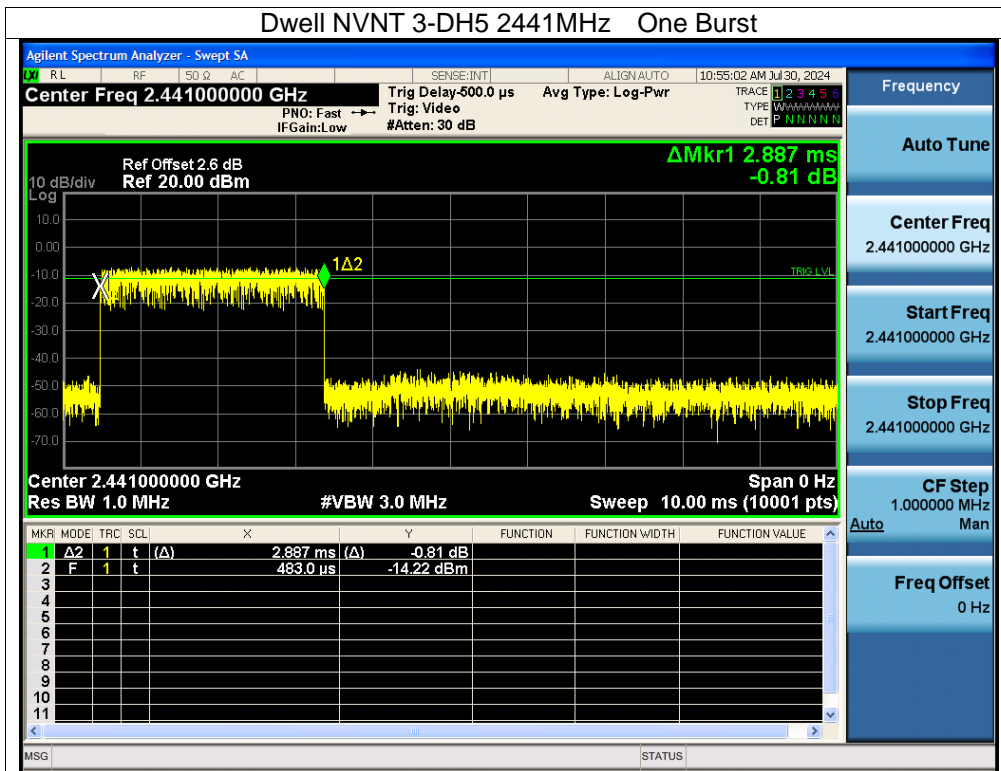 Dwell NVNT 3-DH5 2441MHz One Burst
Agilent Spectrum Analyzer - Swept SA
LXI RL RF 50 Ω AC SENSE:INT ALIGN AUTO 10:55:02 AM Jul 30, 2024
Center Freq 2.441000000 GHz Trig Delay-500.0 µs Avg Type: Log-Pwr TRACE 1 2 3 4 5 6
PNO: Fast Trig: Video TYPE WWWWWW
IFGain:Low #Atten: 30 dB DET P N N N N N
ΔMkr1 2.887 ms
-0.81 dB
Ref Offset 2.6 dB
10 dB/div Ref 20.00 dBm
Log
10.0
0.00
-10.0
-20.0
-30.0
-40.0
-50.0
-60.0
-70.0
1Δ2
TRIG LVL
Center 2.441000000 GHz Span 0 Hz
Res BW 1.0 MHz #VBW 3.0 MHz Sweep 10.00 ms (10001 pts)
MKR MODE TRC SCL X Y FUNCTION FUNCTION WIDTH FUNCTION VALUE
1 Δ2 1 t (Δ) 2.887 ms (Δ) -0.81 dB
2 F 1 t 483.0 µs -14.22 dBm
3
4
5
6
7
8
9
10
11
MSG STATUS
Frequency
Auto Tune
Center Freq
2.441000000 GHz
Start Freq
2.441000000 GHz
Stop Freq
2.441000000 GHz
CF Step
1.000000 MHz
Auto Man
Freq Offset
0 Hz